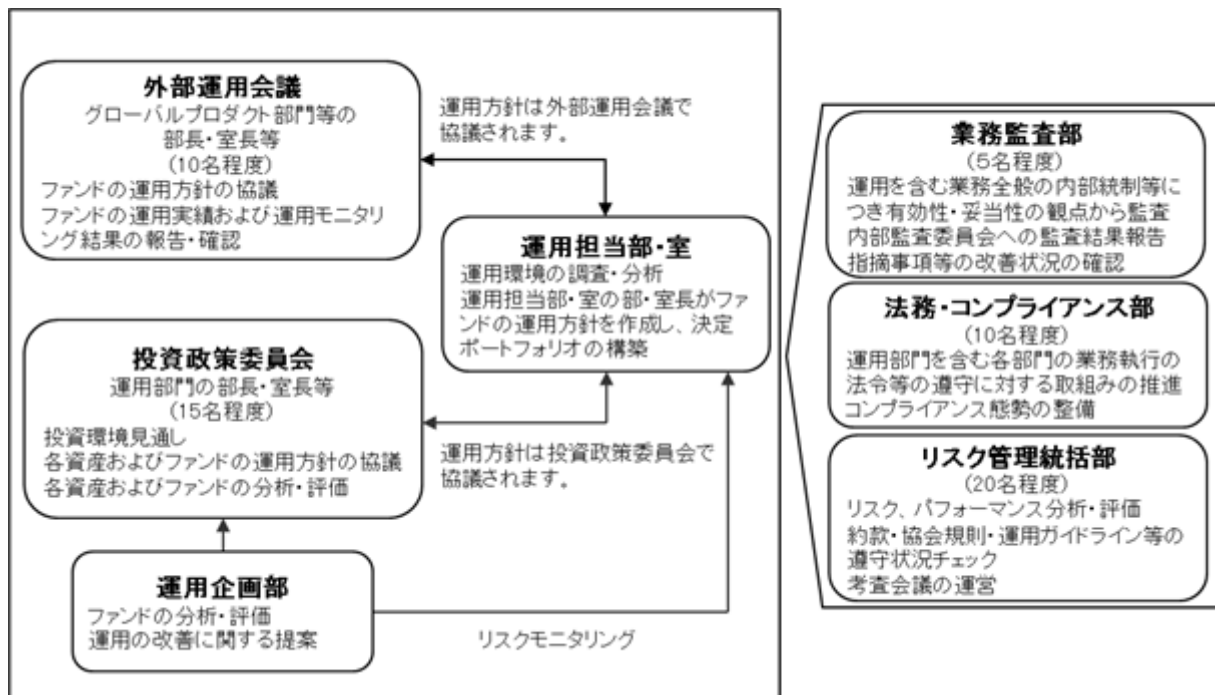 外部運用会議
グローバルプロダクト部門等の
部長・室長等
(10名程度)
ファンドの運用方針の協議
ファンドの運用実績および運用モニタリ
ング結果の報告・確認
運用方針は外部運用会議で
協議されます。
運用担当部・室
運用環境の調査・分析
運用担当部・室の部・室長がファ
ンドの運用方針を作成し、決定
ポートフォリオの構築
投資政策委員会
運用部門の部長・室長等
(15名程度)
投資環境見通し
各資産およびファンドの運用方針の協議
各資産およびファンドの分析・評価
運用方針は投資政策委員会で
協議されます。
運用企画部
ファンドの分析・評価
運用の改善に関する提案
リスクモニタリング
業務監査部
(5名程度)
運用を含む業務全般の内部統制等に
つき有効性・妥当性の観点から監査
内部監査委員会への監査結果報告
指摘事項等の改善状況の確認
法務・コンプライアンス部
(10名程度)
運用部門を含む各部門の業務執行の
法令等の遵守に対する取組みの推進
コンプライアンス態勢の整備
リスク管理統括部
(20名程度)
リスク、パフォーマンス分析・評価
約款・協会規則・運用ガイドライン等の
遵守状況チェック
考査会議の運営